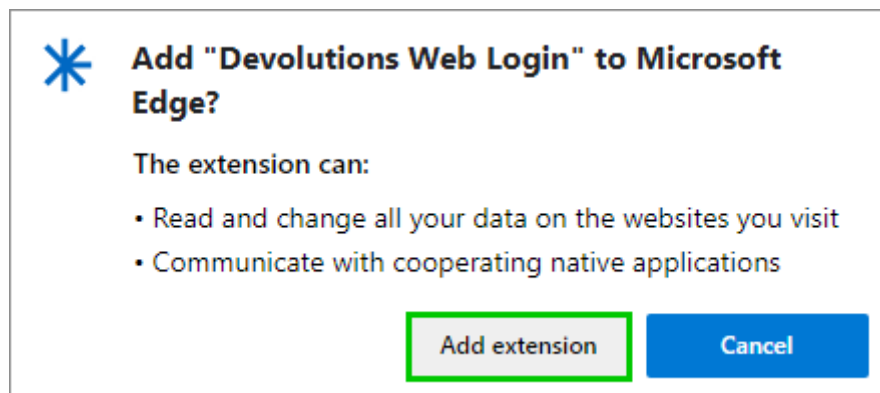 Add "Devolutions Web Login" to Microsoft
Edge?
The extension can:
• Read and change all your data on the websites you visit
• Communicate with cooperating native applications
Add extension
Cancel